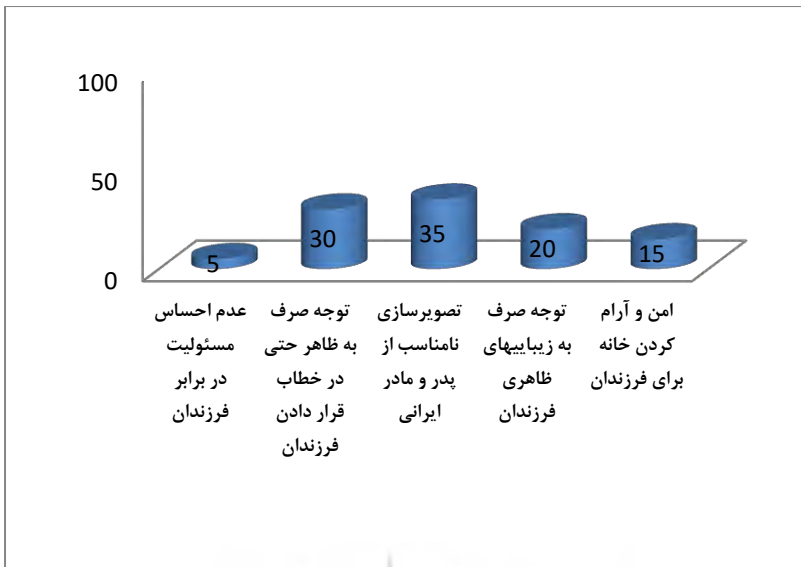 100
50
0
5
30
35
20
15
عدم احساس
مسئولیت
در برابر
فرزندان
توجه صرف
به ظاهر حتی
در خطاب
قرار دادن
فرزندان
تصویرسازی
نامناسب از
پدر و مادر
ایرانی
توجه صرف
به زیباییهای
ظاهری
فرزندان
امن و آرام
کردن خانه
برای فرزندان